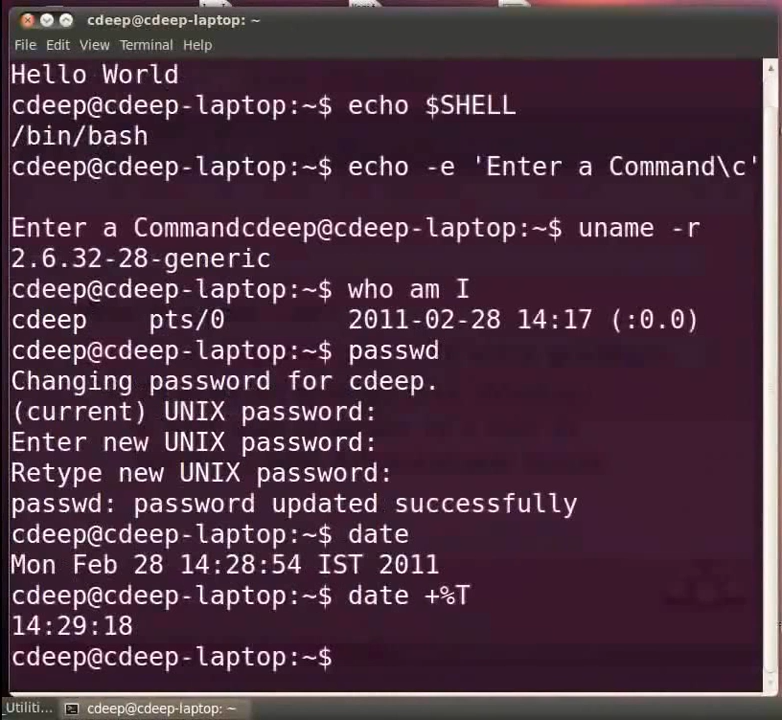 cdeep@cdeep-laptop: ~
File Edit View Terminal Help
Hello World
cdeep@cdeep-laptop:~$ echo $SHELL
/bin/bash
cdeep@cdeep-laptop:~$ echo -e 'Enter a Command\c'
Enter a Commandcdeep@cdeep-laptop:~$ uname -r
2.6.32-28-generic
cdeep@cdeep-laptop:~$ who am I
cdeep    pts/0        2011-02-28 14:17 (:0.0)
cdeep@cdeep-laptop:~$ passwd
Changing password for cdeep.
(current) UNIX password:
Enter new UNIX password:
Retype new UNIX password:
passwd: password updated successfully
cdeep@cdeep-laptop:~$ date
Mon Feb 28 14:28:54 IST 2011
cdeep@cdeep-laptop:~$ date +%T
14:29:18
cdeep@cdeep-laptop:~$
Utiliti... cdeep@cdeep-laptop: ~